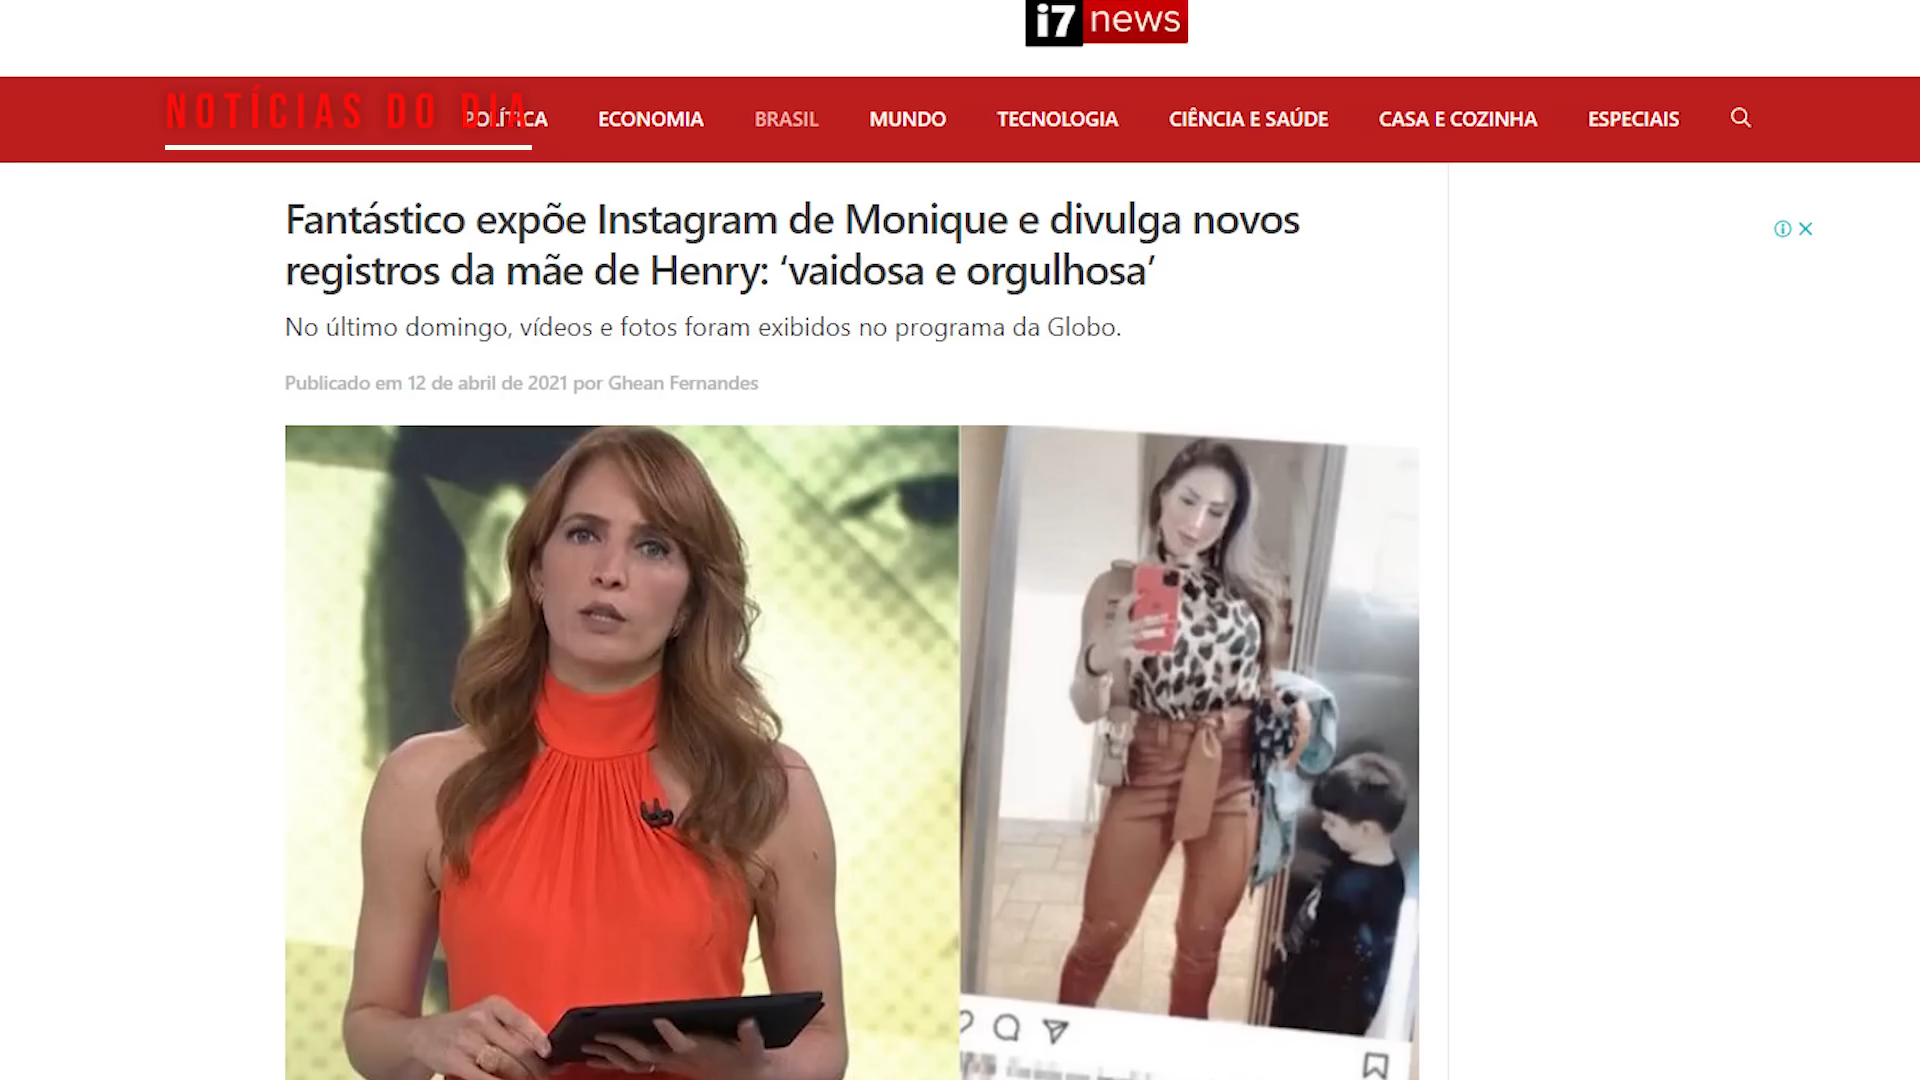 i7 news
NOTÍCIAS DO DIA
POLÍTICA ECONOMIA BRASIL MUNDO TECNOLOGIA CIÊNCIA E SAÚDE CASA E COZINHA ESPECIAIS
Fantástico expõe Instagram de Monique e divulga novos
registros da mãe de Henry: ‘vaidosa e orgulhosa’
No último domingo, vídeos e fotos foram exibidos no programa da Globo.
Publicado em 12 de abril de 2021 por Ghean Fernandes